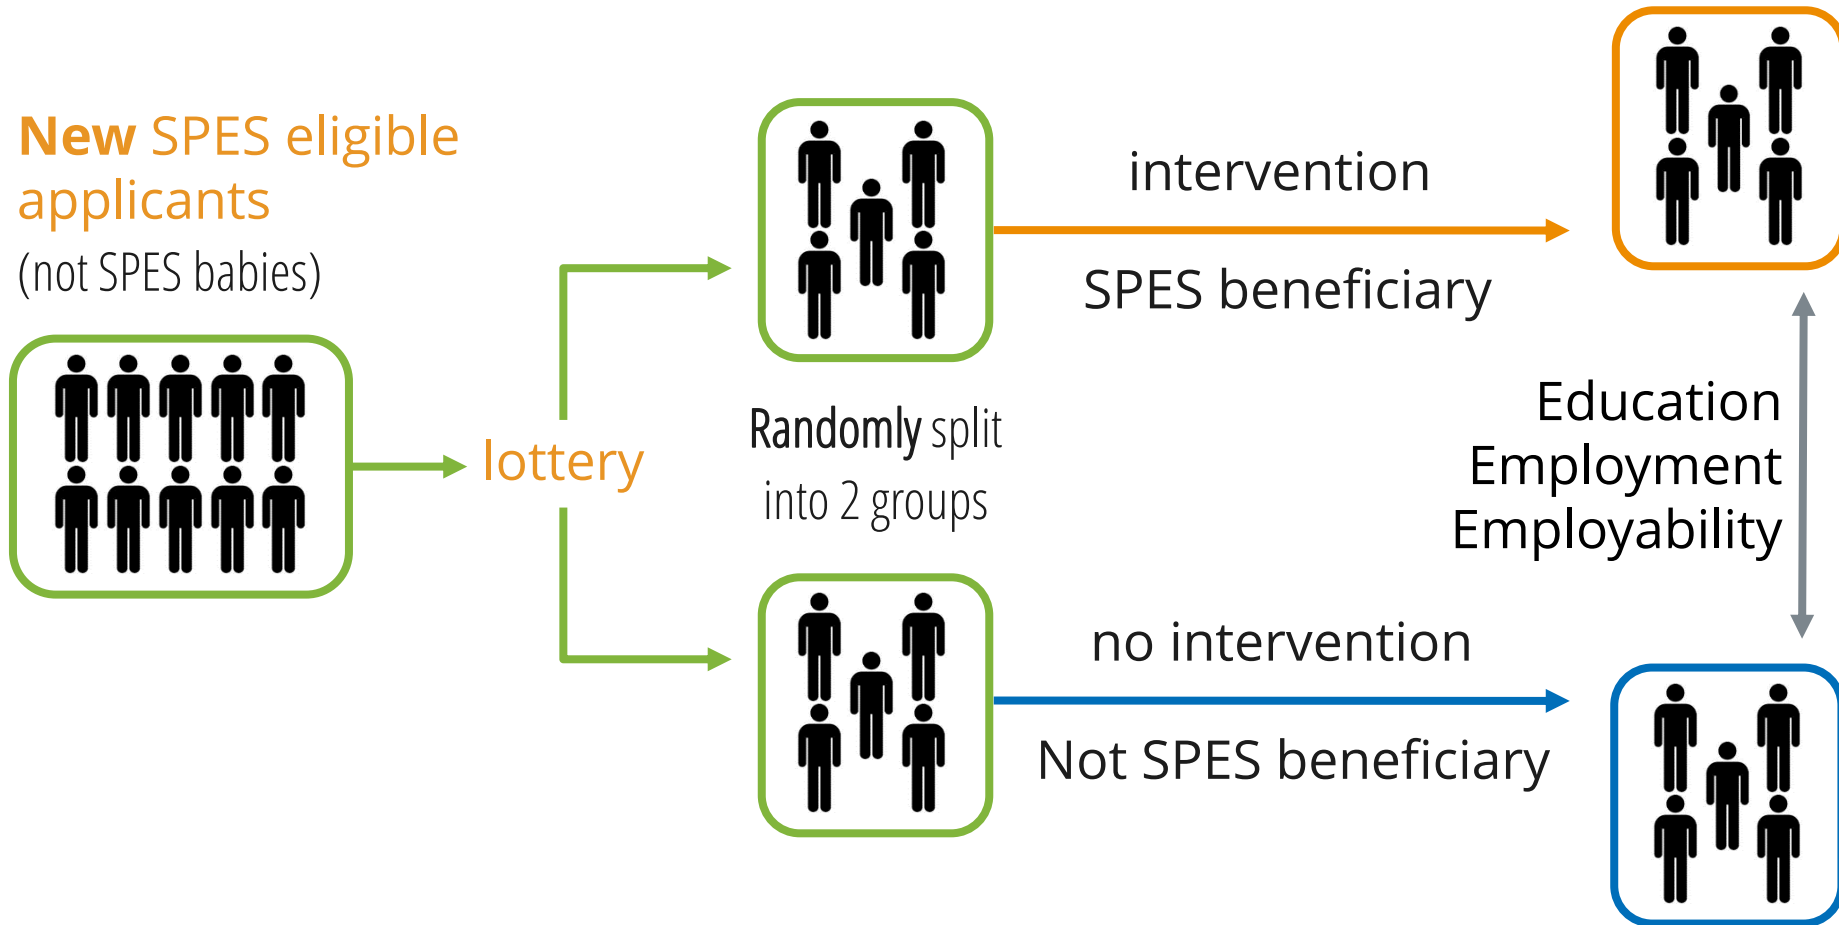 New SPES eligible
applicants
(not SPES babies)
lottery
Randomly split
into 2 groups
intervention
SPES beneficiary
no intervention
Not SPES beneficiary
Education
Employment
Employability